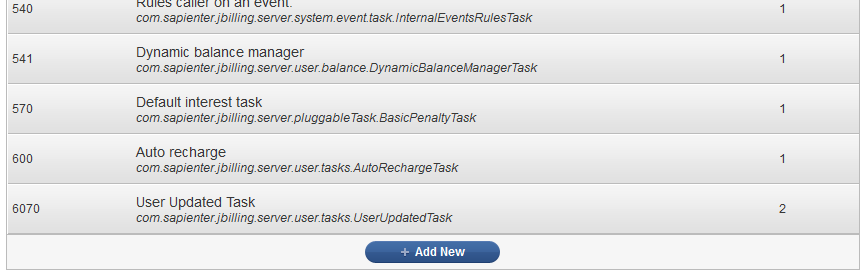 540
Rules caller on an event.
1
com.sapienter.jbilling.server.system.event.task.InternalEventsRulesTask
541
Dynamic balance manager
1
com.sapienter.jbilling.server.user.balance.DynamicBalanceManagerTask
570
Default interest task
1
com.sapienter.jbilling.server.pluggableTask.BasicPenaltyTask
600
Auto recharge
1
com.sapienter.jbilling.server.user.tasks.AutoRechargeTask
6070
User Updated Task
2
com.sapienter.jbilling.server.user.tasks.UserUpdatedTask
+ Add New